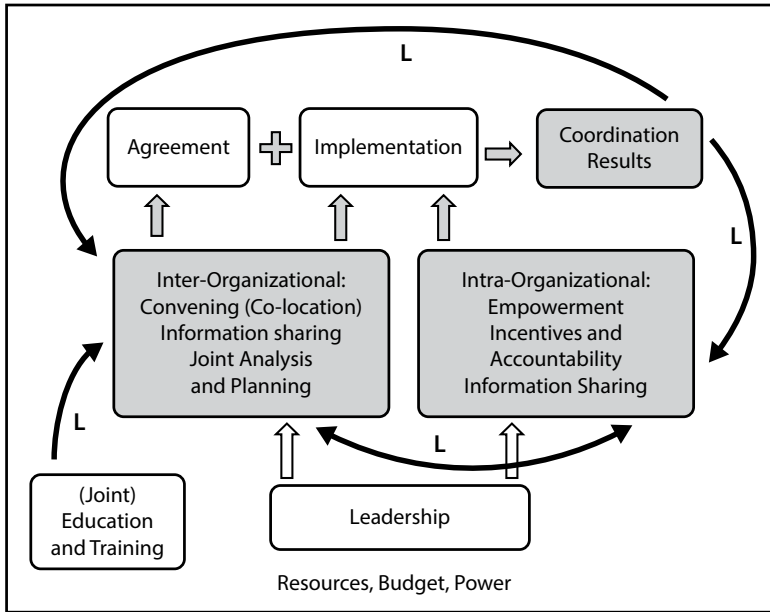 L
Agreement
Implementation
Coordination
Results
L
Inter-Organizational:
Convening (Co-location)
Information sharing
Joint Analysis
and Planning
Intra-Organizational:
Empowerment
Incentives and
Accountability
Information Sharing
L
L
(Joint)
Education
and Training
Leadership
Resources, Budget, Power